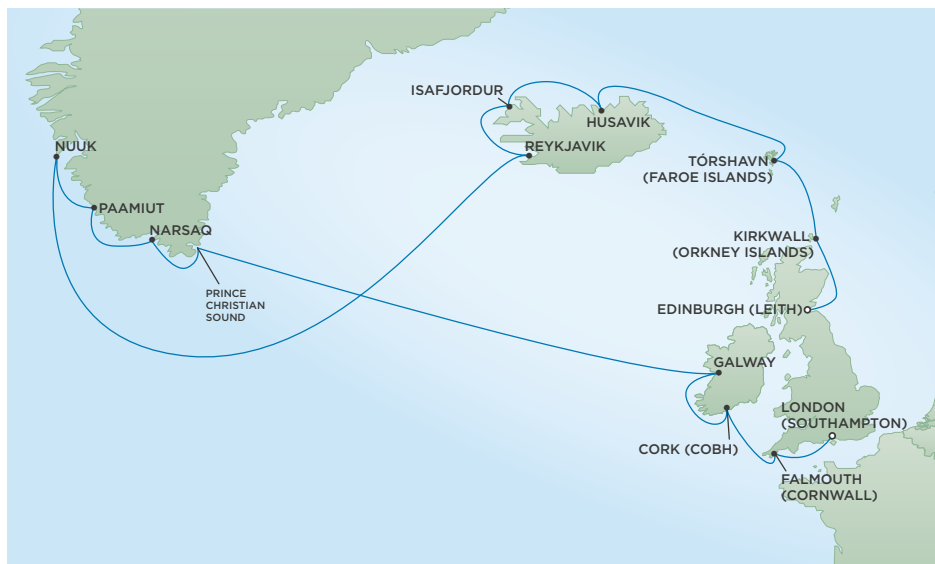 ISAFJORDUR
HUSAVIK
NUUK
REYKJAVIK
TÓRSHAVN
(FAROE ISLANDS)
PAAMIUT
NARSAQ
KIRKWALL
(ORKNEY ISLANDS)
PRINCE
CHRISTIAN
SOUND
EDINBURGH (LEITH)
GALWAY
LONDON
(SOUTHAMPTON)
CORK (COBH)
FALMOUTH
(CORNWALL)